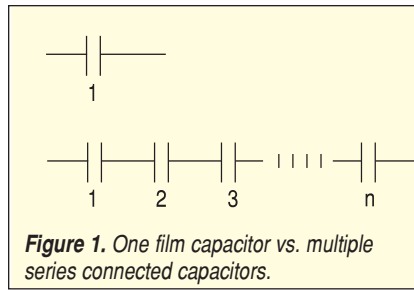 1
1 2 3 n
Figure 1. One film capacitor vs. multiple
series connected capacitors.